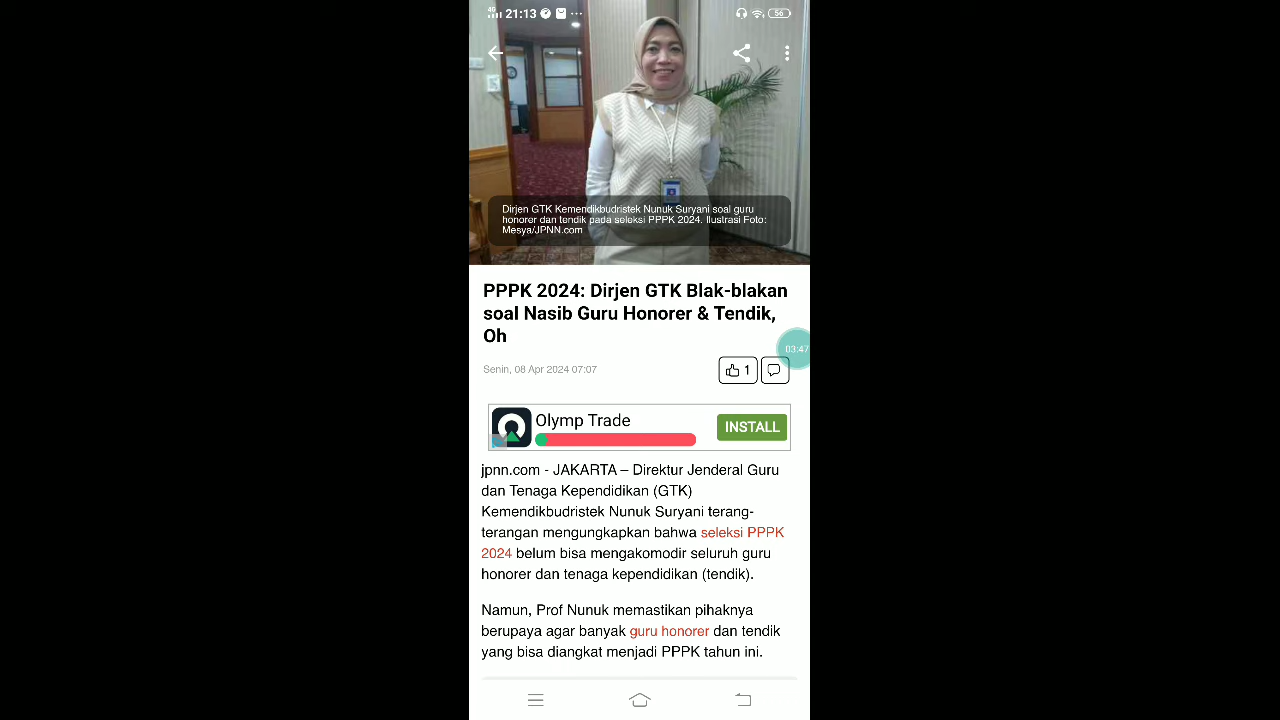 4G 21:13 56
Dirjen GTK Kemendikbudristek Nunuk Suryani soal guru
honorer dan tendik pada seleksi PPPK 2024. Ilustrasi Foto:
Mesya/JPNN.com
PPPK 2024: Dirjen GTK Blak-blakan
soal Nasib Guru Honorer & Tendik,
Oh
03:47
Senin, 08 Apr 2024 07:07
1
Olymp Trade
INSTALL
jpnn.com - JAKARTA – Direktur Jenderal Guru
dan Tenaga Kependidikan (GTK)
Kemendikbudristek Nunuk Suryani terang-
terangan mengungkapkan bahwa seleksi PPPK
2024 belum bisa mengakomodir seluruh guru
honorer dan tenaga kependidikan (tendik).
Namun, Prof Nunuk memastikan pihaknya
berupaya agar banyak guru honorer dan tendik
yang bisa diangkat menjadi PPPK tahun ini.